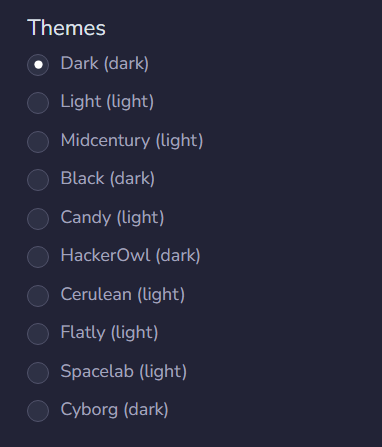 Themes
Dark (dark)
Light (light)
Midcentury (light)
Black (dark)
Candy (light)
HackerOwl (dark)
Cerulean (light)
Flatly (light)
Spacelab (light)
Cyborg (dark)